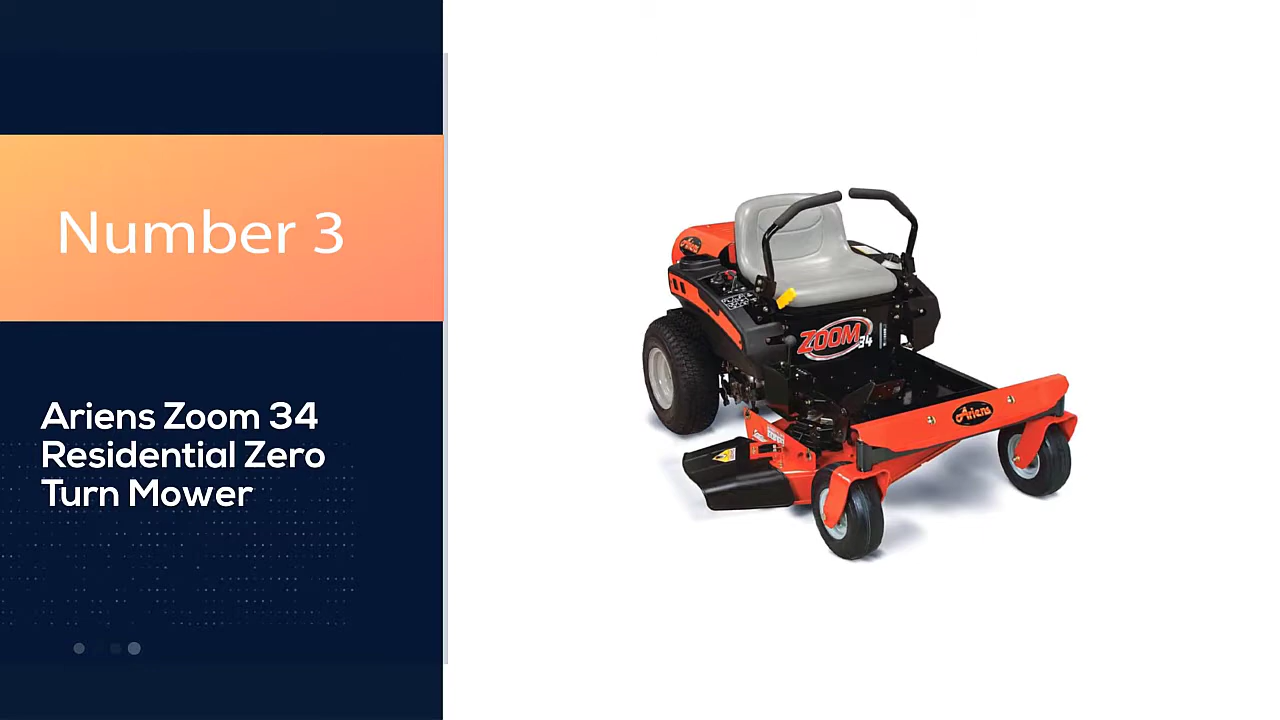 Number 3
Ariens Zoom 34
Residential Zero
Turn Mower
Ariens
ZOOM
34
Ariens